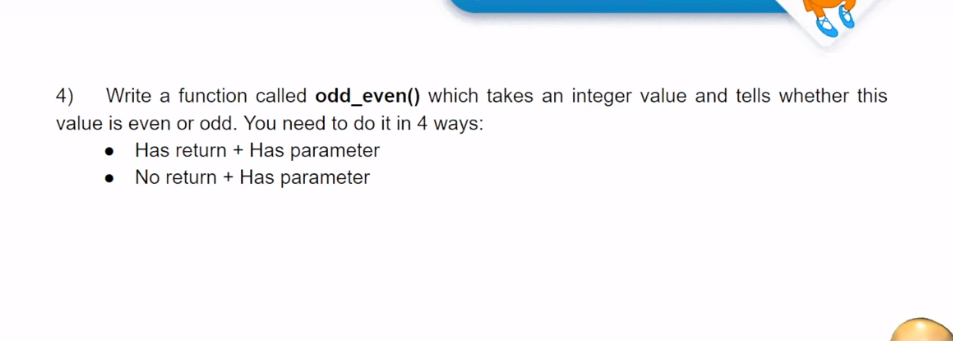 4) Write a function called odd_even() which takes an integer value and tells whether this
value is even or odd. You need to do it in 4 ways:
● Has return + Has parameter
● No return + Has parameter